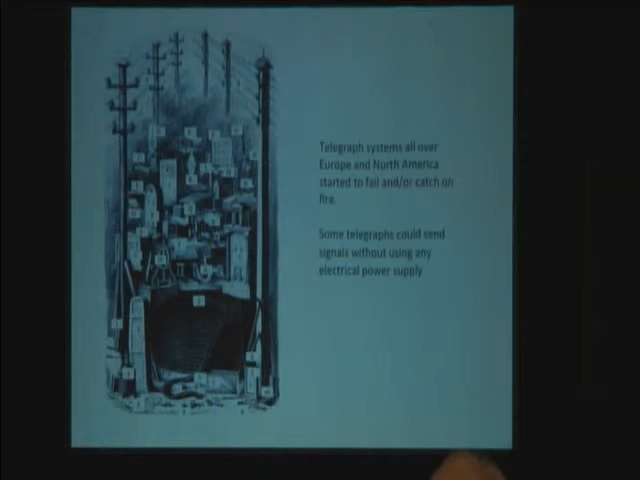 Telegraph systems all over
Europe and North America
started to fail and/or catch on
fire.
Some telegraphs could send
signals without using any
electrical power supply